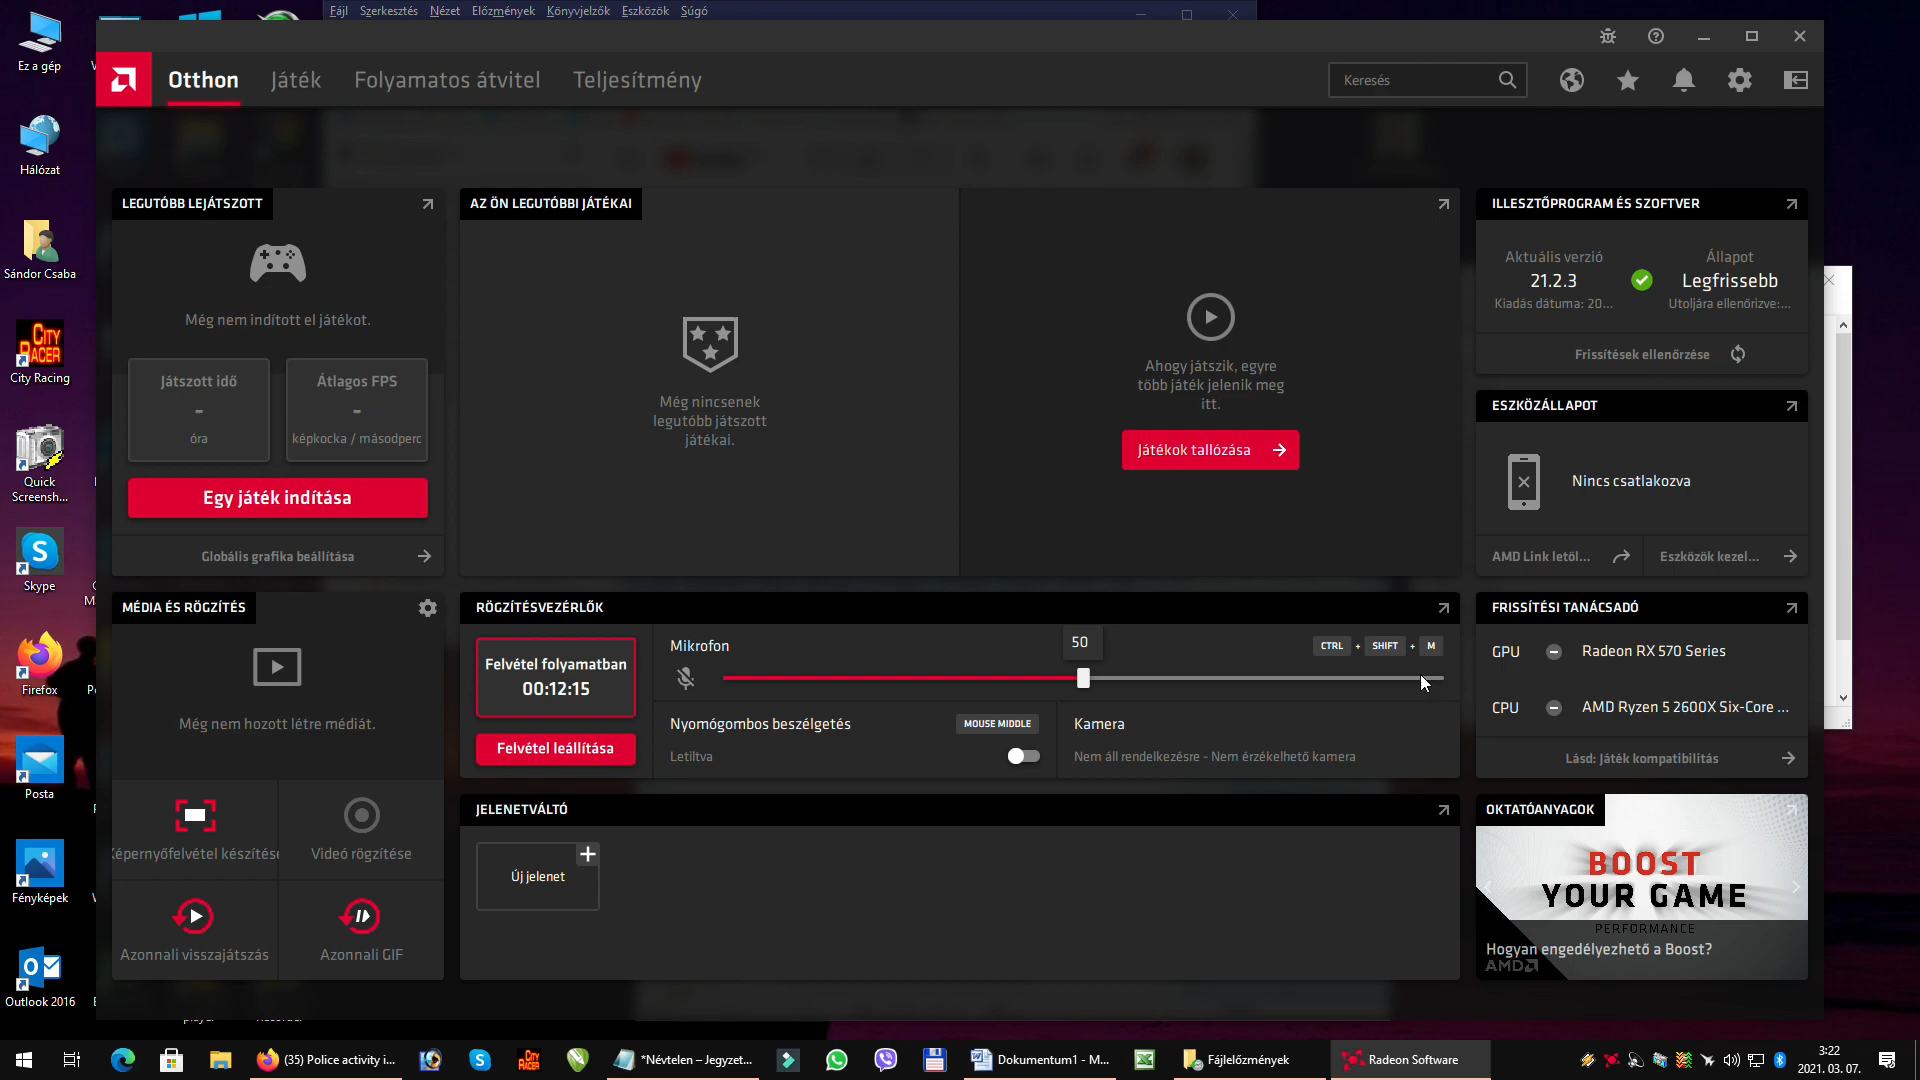 Fájl Szerkesztés Nézet Előzmények Könyvjelzők Eszközök Súgó
Ez a gép
Hálózat
Sándor Csaba
City Racing
Quick
Screensh...
Skype
Firefox
Posta
Fényképek
Outlook 2016
Otthon Játék Folyamatos átvitel Teljesítmény
Keresés
LEGUTÓBB LEJÁTSZOTT
Még nem indított el játékot.
Játszott idő
-
óra
Átlagos FPS
-
képkocka / másodperc
Egy játék indítása
Globális grafika beállítása
AZ ÖN LEGUTÓBBI JÁTÉKAI
Még nincsenek
legutóbb játszott
játékai.
Ahogy játszik, egyre
több játék jelenik meg
itt.
Játékok tallózása
ILLESZTŐPROGRAM ÉS SZOFTVER
Aktuális verzió
21.2.3
Kiadás dátuma: 20...
Állapot
Legfrissebb
Utoljára ellenőrizve:...
Frissítések ellenőrzése
ESZKÖZÁLLAPOT
Nincs csatlakozva
AMD Link letöl...
Eszközök kezel...
MÉDIA ÉS RÖGZÍTÉS
Még nem hozott létre médiát.
Képernyőfelvétel készítése
Videó rögzítése
Azonnali visszajátszás
Azonnali GIF
RÖGZÍTÉSVEZÉRLŐK
Felvétel folyamatban
00:12:15
Felvétel leállítása
Mikrofon
50
CTRL + SHIFT + M
Nyomógombos beszélgetés
MOUSE MIDDLE
Letiltva
Kamera
Nem áll rendelkezésre - Nem érzékelhető kamera
JELENETVÁLTÓ
Új jelenet
FRISSÍTÉSI TANÁCSADÓ
GPU Radeon RX 570 Series
CPU AMD Ryzen 5 2600X Six-Core ...
Lásd: Játék kompatibilitás
OKTATÓANYAGOK
BOOST
YOUR GAME
PERFORMANCE
Hogyan engedélyezhető a Boost?
AMD
(35) Police activity i...
*Névtelen – Jegyzet...
Dokumentum1 - M...
Fájlelőzmények
Radeon Software
3:22
2021. 03. 07.